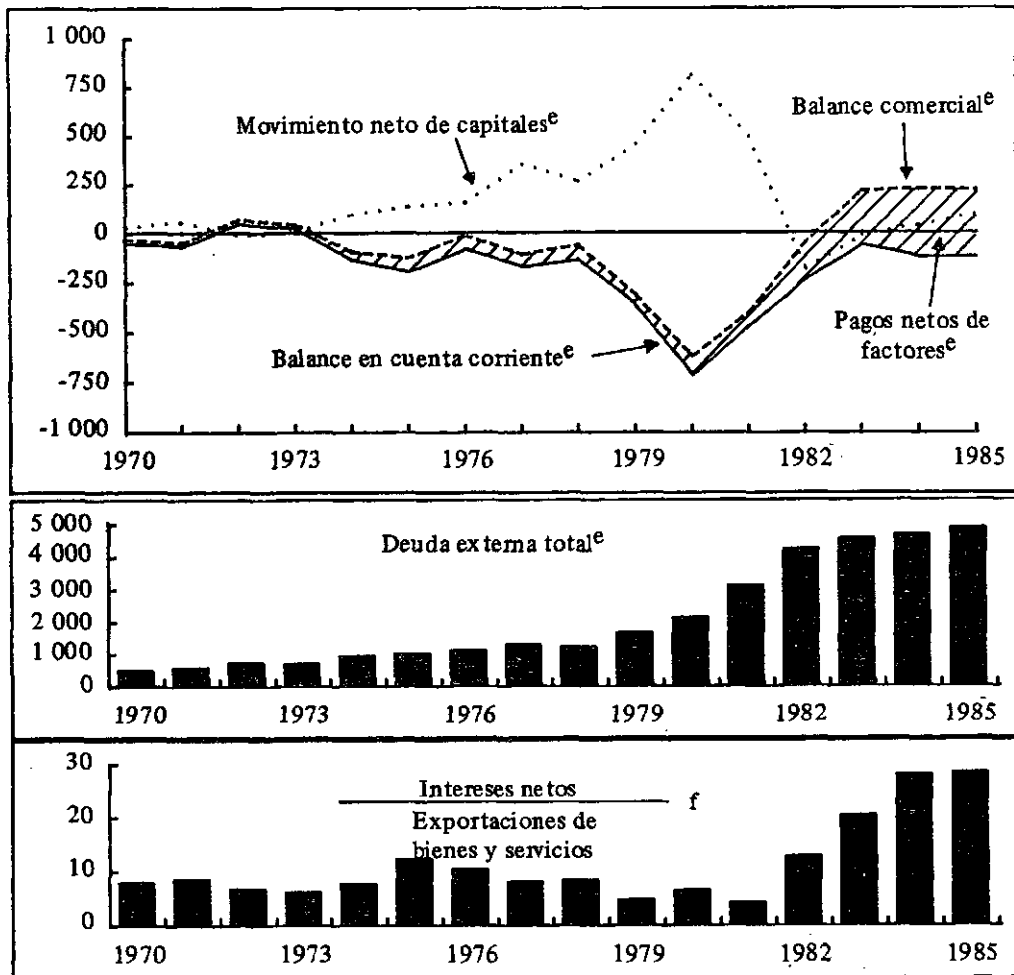 1 000
750
500
250
0
-250
-500
-750
-1 000
Movimiento neto de capitales^e
Balance comercial^e
Balance en cuenta corriente^e
Pagos netos de
factores^e
1970 1973 1976 1979 1982 1985
Deuda externa total^e
5 000
4 000
3 000
2 000
1 000
0
1970 1973 1976 1979 1982 1985
30
20
10
0
Intereses netos
f
Exportaciones de
bienes y servicios
1970 1973 1976 1979 1982 1985